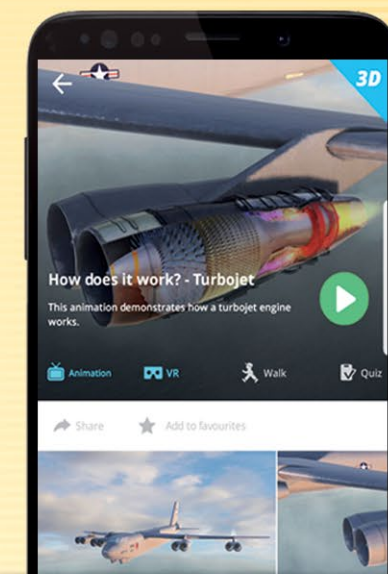 3D
How does it work? - Turbojet
This animation demonstrates how a turbojet engine
works.
Animation VR Walk Quiz
Share Add to favourites